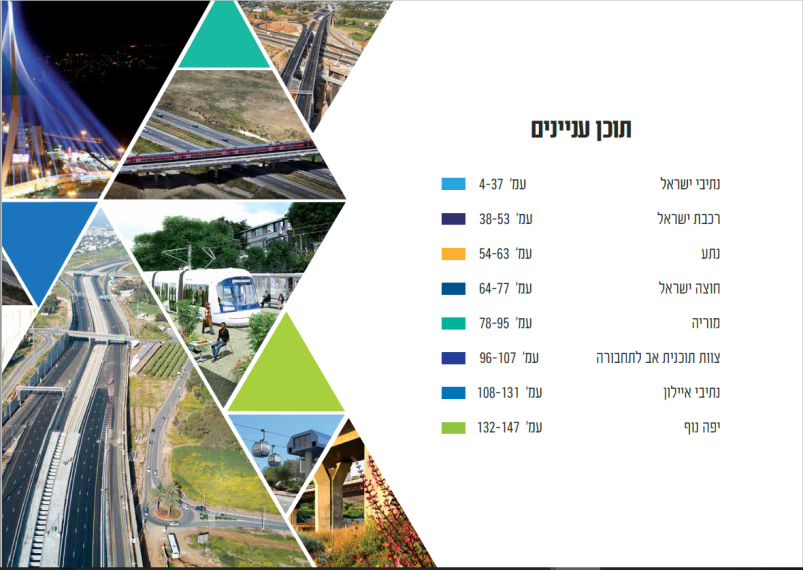 תוכן עניינים
נתיבי ישראל עמ' 4-37
רכבת ישראל עמ' 38-53
נתע עמ' 54-63
חוצה ישראל עמ' 64-77
מוריה עמ' 78-95
צוות תוכנית אב לתחבורה עמ' 96-107
נתיבי איילון עמ' 108-131
יפה נוף עמ' 132-147